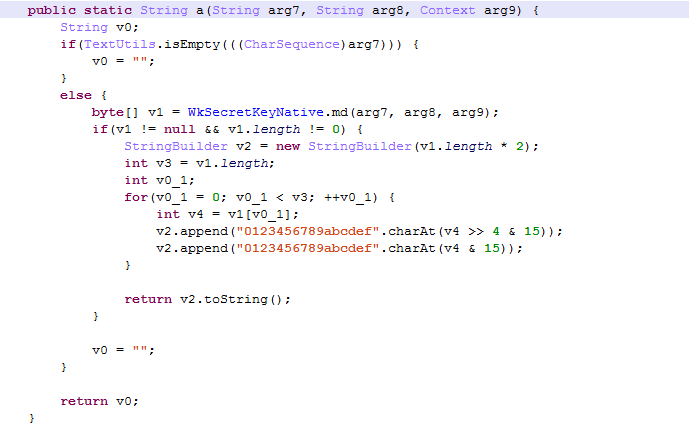 public static String a(String arg7, String arg8, Context arg9) {
    String v0;
    if(TextUtils.isEmpty(((CharSequence)arg7))) {
        v0 = "";
    }
    else {
        byte[] v1 = WkSecretKeyNative.md(arg7, arg8, arg9);
        if(v1 != null && v1.length != 0) {
            StringBuilder v2 = new StringBuilder(v1.length * 2);
            int v3 = v1.length;
            int v0_1;
            for(v0_1 = 0; v0_1 < v3; ++v0_1) {
                int v4 = v1[v0_1];
                v2.append("0123456789abcdef".charAt(v4 >> 4 & 15));
                v2.append("0123456789abcdef".charAt(v4 & 15));
            }

            return v2.toString();
        }

        v0 = "";
    }

    return v0;
}